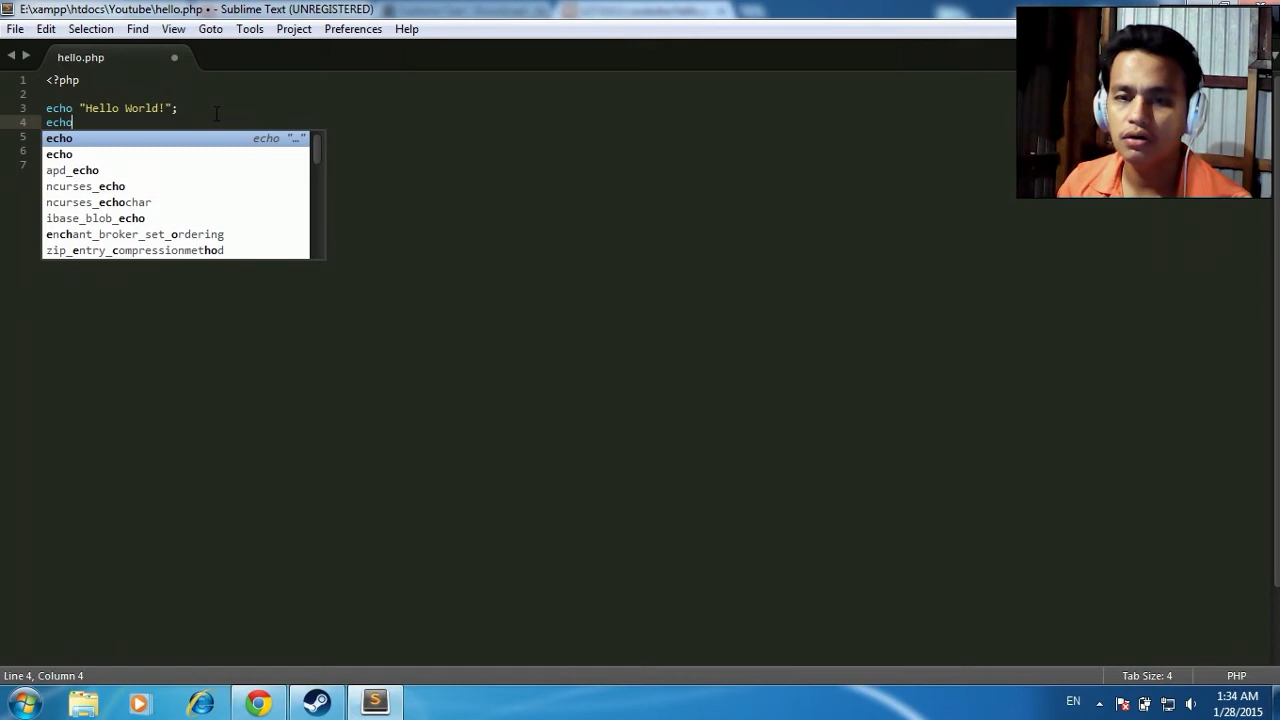 E:\xampp\htdocs\Youtube\hello.php • - Sublime Text (UNREGISTERED)
File Edit Selection Find View Goto Tools Project Preferences Help
hello.php
1 <?php
2
3 echo "Hello World!";
4 echo
5
6
7
echo echo "…"
echo
apd_echo
ncurses_echo
ncurses_echochar
ibase_blob_echo
enchant_broker_set_ordering
zip_entry_compressionmethod
Line 4, Column 4
Tab Size: 4
PHP
EN
1:34 AM
1/28/2015